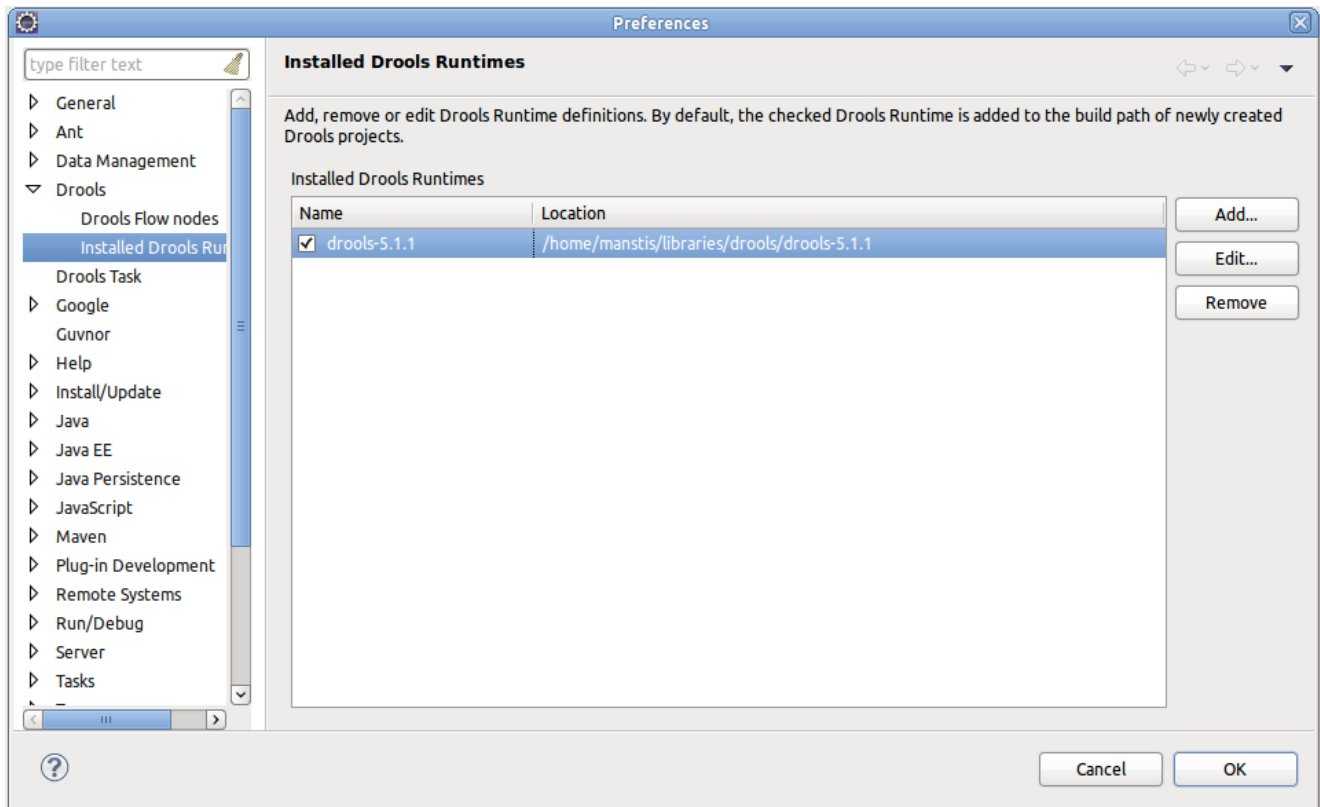 Preferences
type filter text
General
Ant
Data Management
Drools
Drools Flow nodes
Installed Drools Run
Drools Task
Google
Guvnor
Help
Install/Update
Java
Java EE
Java Persistence
JavaScript
Maven
Plug-in Development
Remote Systems
Run/Debug
Server
Tasks
Installed Drools Runtimes
Add, remove or edit Drools Runtime definitions. By default, the checked Drools Runtime is added to the build path of newly created
Drools projects.
Installed Drools Runtimes
Name Location
drools-5.1.1 /home/manstis/libraries/drools/drools-5.1.1
Add...
Edit...
Remove
Cancel OK